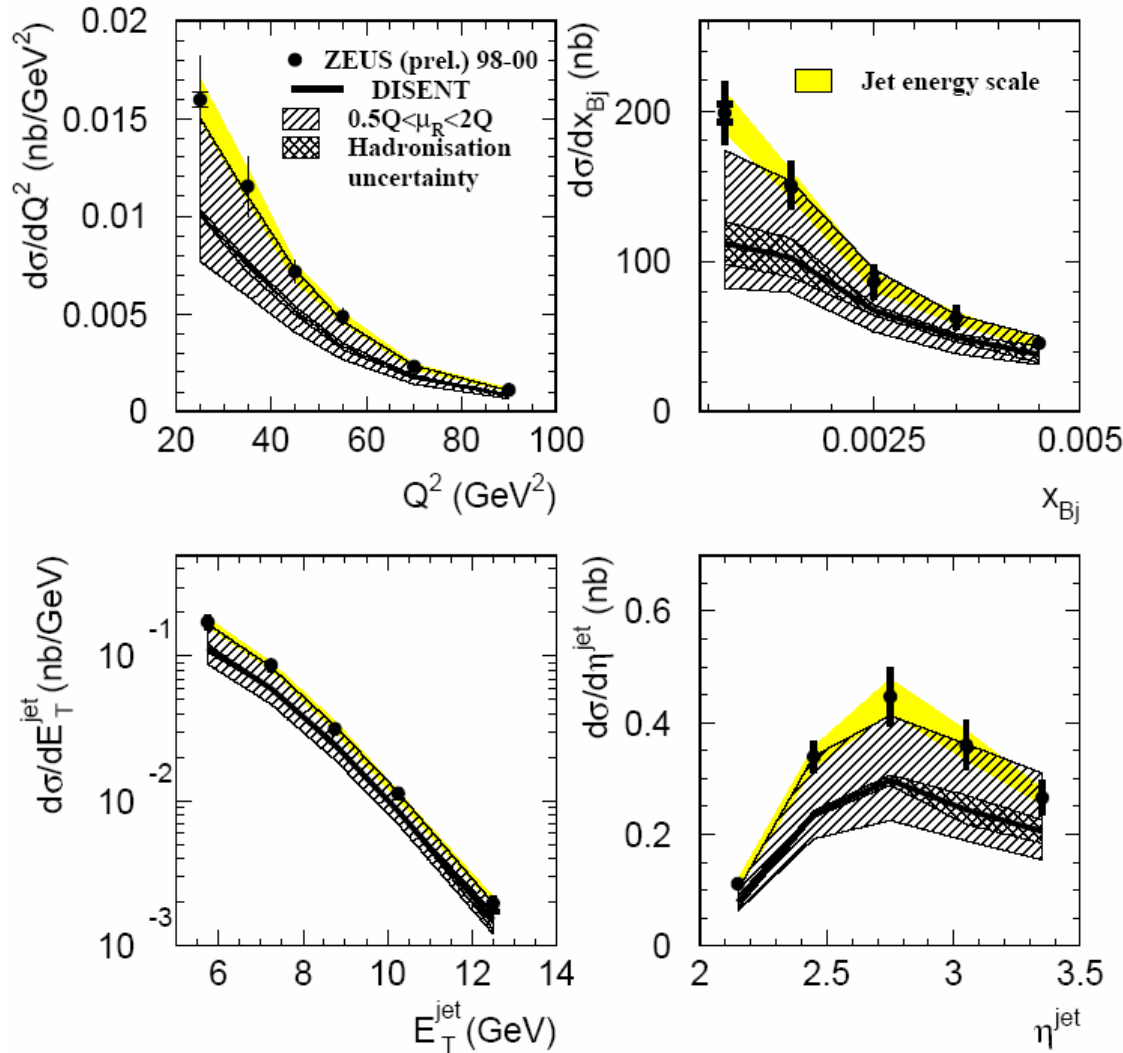 dσ/dQ² (nb/GeV²)
0.02
0.015
0.01
0.005
0
ZEUS (prel.) 98-00
DISENT
0.5Q<μ_R<2Q
Hadronisation
uncertainty
20 40 60 80 100
Q² (GeV²)
dσ/dx_Bj (nb)
200
100
0
Jet energy scale
0.0025 0.005
x_Bj
dσ/dE_T^jet (nb/GeV)
10^-1
10^-2
10^-3
6 8 10 12 14
E_T^jet (GeV)
dσ/dη^jet (nb)
0.6
0.4
0.2
0
2 2.5 3 3.5
η^jet